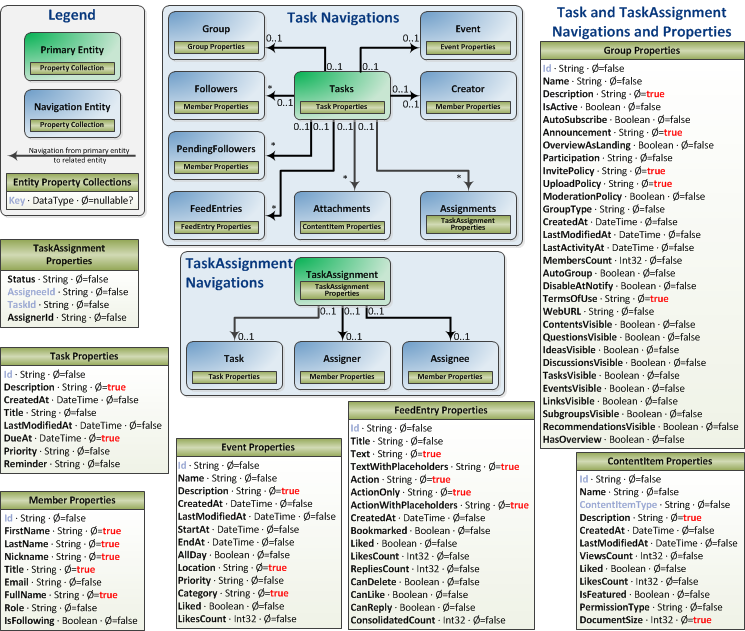 Legend
Primary Entity
Property Collection
Navigation Entity
Property Collection
Navigation from primary entity
to related entity
Entity Property Collections
Key · DataType · Ø=nullable?
Task Navigations
Group
Group Properties
0..1
0..1
Event
Event Properties
0..1
0..1
Followers
Member Properties
*
0..1
Tasks
Task Properties
0..1
0..1
Creator
Member Properties
0..1
0..1
0..1
0..1
0..1
PendingFollowers
Member Properties
*
FeedEntries
FeedEntry Properties
*
Attachments
ContentItem Properties
*
Assignments
TaskAssignment
Properties
*
TaskAssignment
Navigations
TaskAssignment
TaskAssignment
Properties
0..1
0..1
0..1
0..1
0..1
0..1
Task
Task Properties
Assigner
Member Properties
Assignee
Member Properties
Task and TaskAssignment
Navigations and Properties
Group Properties
Id · String · Ø=false
Name · String · Ø=false
Description · String · Ø=true
IsActive · Boolean · Ø=false
AutoSubscribe · Boolean · Ø=false
Announcement · String · Ø=true
OverviewAsLanding · Boolean · Ø=false
Participation · String · Ø=false
InvitePolicy · String · Ø=true
UploadPolicy · String · Ø=true
ModerationPolicy · Boolean · Ø=false
GroupType · String · Ø=false
CreatedAt · DateTime · Ø=false
LastModifiedAt · DateTime · Ø=false
LastActivityAt · DateTime · Ø=false
MembersCount · Int32 · Ø=false
AutoGroup · Boolean · Ø=false
DisableAtNotify · Boolean · Ø=false
TermsOfUse · String · Ø=true
WebURL · String · Ø=false
ContentsVisible · Boolean · Ø=false
QuestionsVisible · Boolean · Ø=false
IdeasVisible · Boolean · Ø=false
DiscussionsVisible · Boolean · Ø=false
TasksVisible · Boolean · Ø=false
EventsVisible · Boolean · Ø=false
LinksVisible · Boolean · Ø=false
SubgroupsVisible · Boolean · Ø=false
RecommendationsVisible · Boolean · Ø=false
HasOverview · Boolean · Ø=false
TaskAssignment
Properties
Status · String · Ø=false
AssigneeId · String · Ø=false
TaskId · String · Ø=false
AssignerId · String · Ø=false
Task Properties
Id · String · Ø=false
Description · String · Ø=true
CreatedAt · DateTime · Ø=false
Title · String · Ø=false
LastModifiedAt · DateTime · Ø=false
DueAt · DateTime · Ø=true
Priority · String · Ø=false
Reminder · String · Ø=false
Member Properties
Id · String · Ø=false
FirstName · String · Ø=true
LastName · String · Ø=true
Nickname · String · Ø=true
Title · String · Ø=true
Email · String · Ø=false
FullName · String · Ø=true
Role · String · Ø=false
IsFollowing · Boolean · Ø=false
Event Properties
Id · String · Ø=false
Name · String · Ø=false
Description · String · Ø=true
CreatedAt · DateTime · Ø=false
LastModifiedAt · DateTime · Ø=false
StartAt · DateTime · Ø=false
EndAt · DateTime · Ø=false
AllDay · Boolean · Ø=false
Location · String · Ø=true
Priority · String · Ø=false
Category · String · Ø=true
Liked · Boolean · Ø=false
LikesCount · Int32 · Ø=false
FeedEntry Properties
Id · String · Ø=false
Title · String · Ø=false
Text · String · Ø=true
TextWithPlaceholders · String · Ø=true
Action · String · Ø=true
ActionOnly · String · Ø=true
ActionWithPlaceholders · String · Ø=true
CreatedAt · DateTime · Ø=false
Bookmarked · Boolean · Ø=false
Liked · Boolean · Ø=false
LikesCount · Int32 · Ø=false
RepliesCount · Int32 · Ø=false
CanDelete · Boolean · Ø=false
CanLike · Boolean · Ø=false
CanReply · Boolean · Ø=false
ConsolidatedCount · Int32 · Ø=false
ContentItem Properties
Id · String · Ø=false
Name · String · Ø=false
ContentItemType · String · Ø=false
Description · String · Ø=true
CreatedAt · DateTime · Ø=false
LastModifiedAt · DateTime · Ø=false
ViewsCount · Int32 · Ø=false
Liked · Boolean · Ø=false
LikesCount · Int32 · Ø=false
IsFeatured · Boolean · Ø=false
PermissionType · String · Ø=false
DocumentSize · Int32 · Ø=true